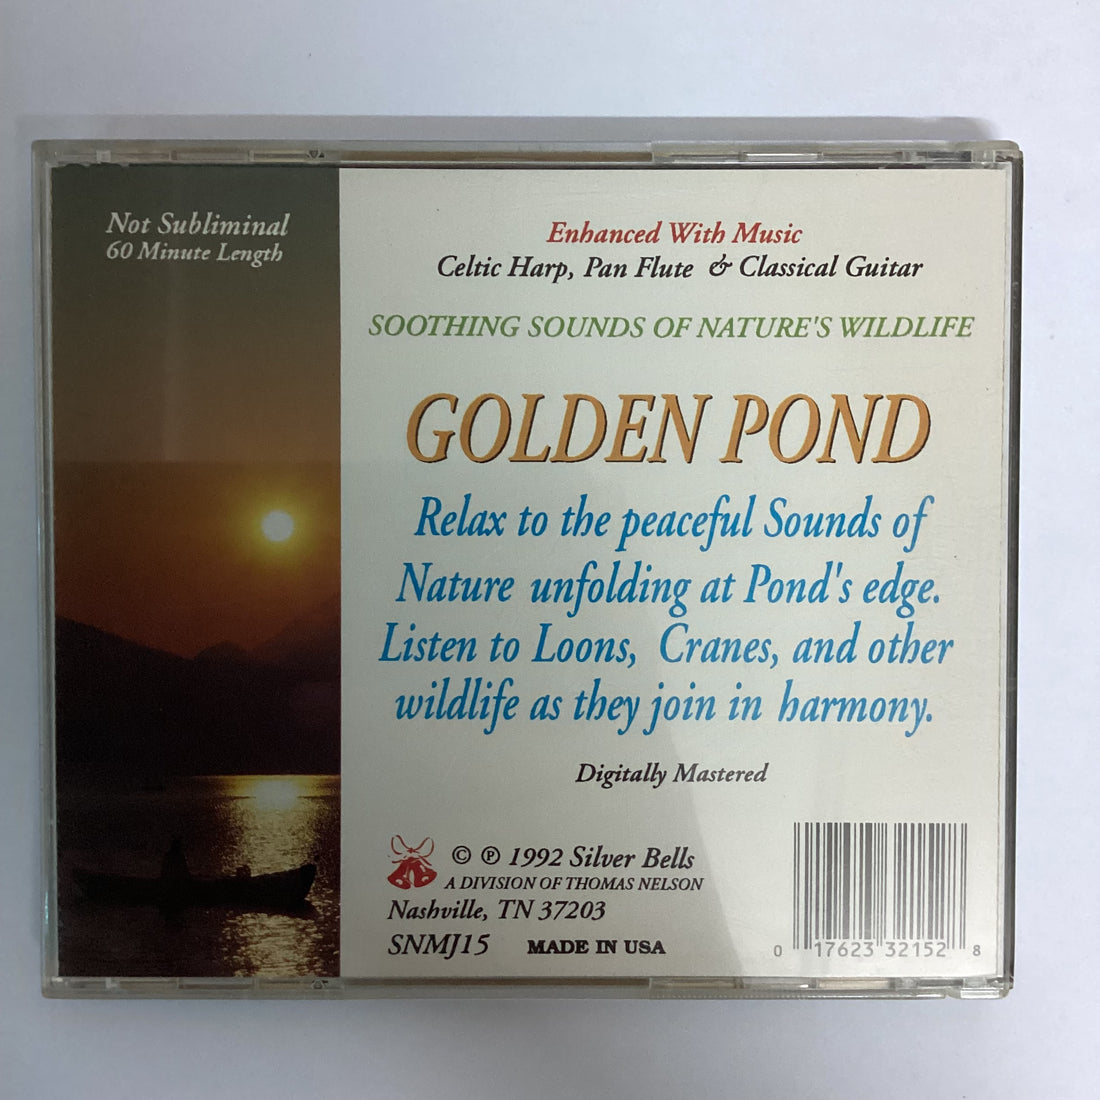 Not Subliminal
60 Minute Length
Enhanced With Music
Celtic Harp, Pan Flute & Classical Guitar
SOOTHING SOUNDS OF NATURE'S WILDLIFE
GOLDEN POND
Relax to the peaceful Sounds of
Nature unfolding at Pond's edge.
Listen to Loons, Cranes, and other
wildlife as they join in harmony.
Digitally Mastered
© ℗ 1992 Silver Bells
A DIVISION OF THOMAS NELSON
Nashville, TN 37203
SNMJ15 MADE IN USA
0 17623 32152 8